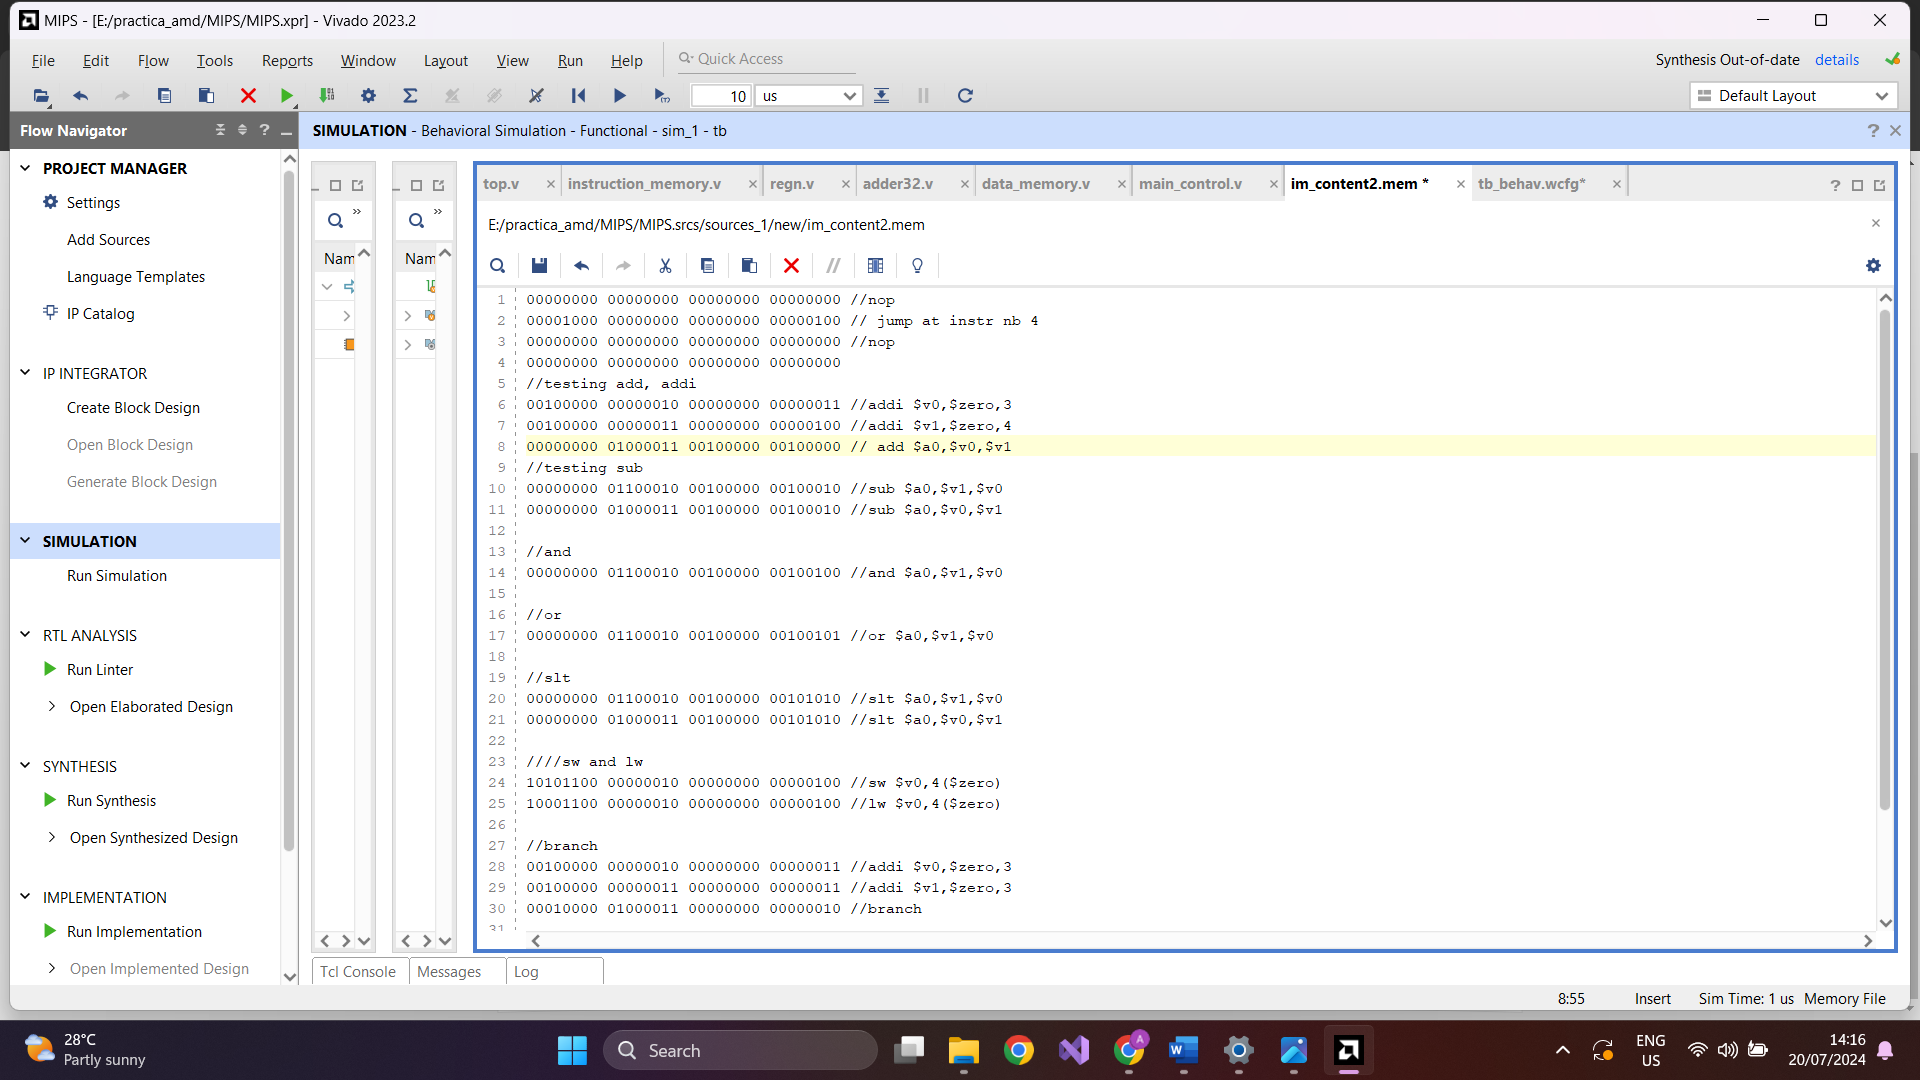 MIPS - [E:/practica_amd/MIPS/MIPS.xpr] - Vivado 2023.2
File Edit Flow Tools Reports Window Layout View Run Help Quick Access
Synthesis Out-of-date details
10 us Default Layout
Flow Navigator
SIMULATION - Behavioral Simulation - Functional - sim_1 - tb
PROJECT MANAGER
Settings
Add Sources
Language Templates
IP Catalog
IP INTEGRATOR
Create Block Design
Open Block Design
Generate Block Design
SIMULATION
Run Simulation
RTL ANALYSIS
Run Linter
Open Elaborated Design
SYNTHESIS
Run Synthesis
Open Synthesized Design
IMPLEMENTATION
Run Implementation
Open Implemented Design
Nam
Nam
top.v instruction_memory.v regn.v adder32.v data_memory.v main_control.v im_content2.mem * tb_behav.wcfg*
E:/practica_amd/MIPS/MIPS.srcs/sources_1/new/im_content2.mem
1 00000000 00000000 00000000 00000000 //nop
2 00001000 00000000 00000000 00000100 // jump at instr nb 4
3 00000000 00000000 00000000 00000000 //nop
4 00000000 00000000 00000000 00000000
5 //testing add, addi
6 00100000 00000010 00000000 00000011 //addi $v0,$zero,3
7 00100000 00000011 00000000 00000100 //addi $v1,$zero,4
8 00000000 01000011 00100000 00100000 // add $a0,$v0,$v1
9 //testing sub
10 00000000 01100010 00100000 00100010 //sub $a0,$v1,$v0
11 00000000 01000011 00100000 00100010 //sub $a0,$v0,$v1
12
13 //and
14 00000000 01100010 00100000 00100100 //and $a0,$v1,$v0
15
16 //or
17 00000000 01100010 00100000 00100101 //or $a0,$v1,$v0
18
19 //slt
20 00000000 01100010 00100000 00101010 //slt $a0,$v1,$v0
21 00000000 01000011 00100000 00101010 //slt $a0,$v0,$v1
22
23 ////sw and lw
24 10101100 00000010 00000000 00000100 //sw $v0,4($zero)
25 10001100 00000010 00000000 00000100 //lw $v0,4($zero)
26
27 //branch
28 00100000 00000010 00000000 00000011 //addi $v0,$zero,3
29 00100000 00000011 00000000 00000011 //addi $v1,$zero,3
30 00010000 01000011 00000000 00000010 //branch
31
Tcl Console Messages Log
8:55 Insert Sim Time: 1 us Memory File
28°C
Partly sunny
Search
ENG
US
14:16
20/07/2024